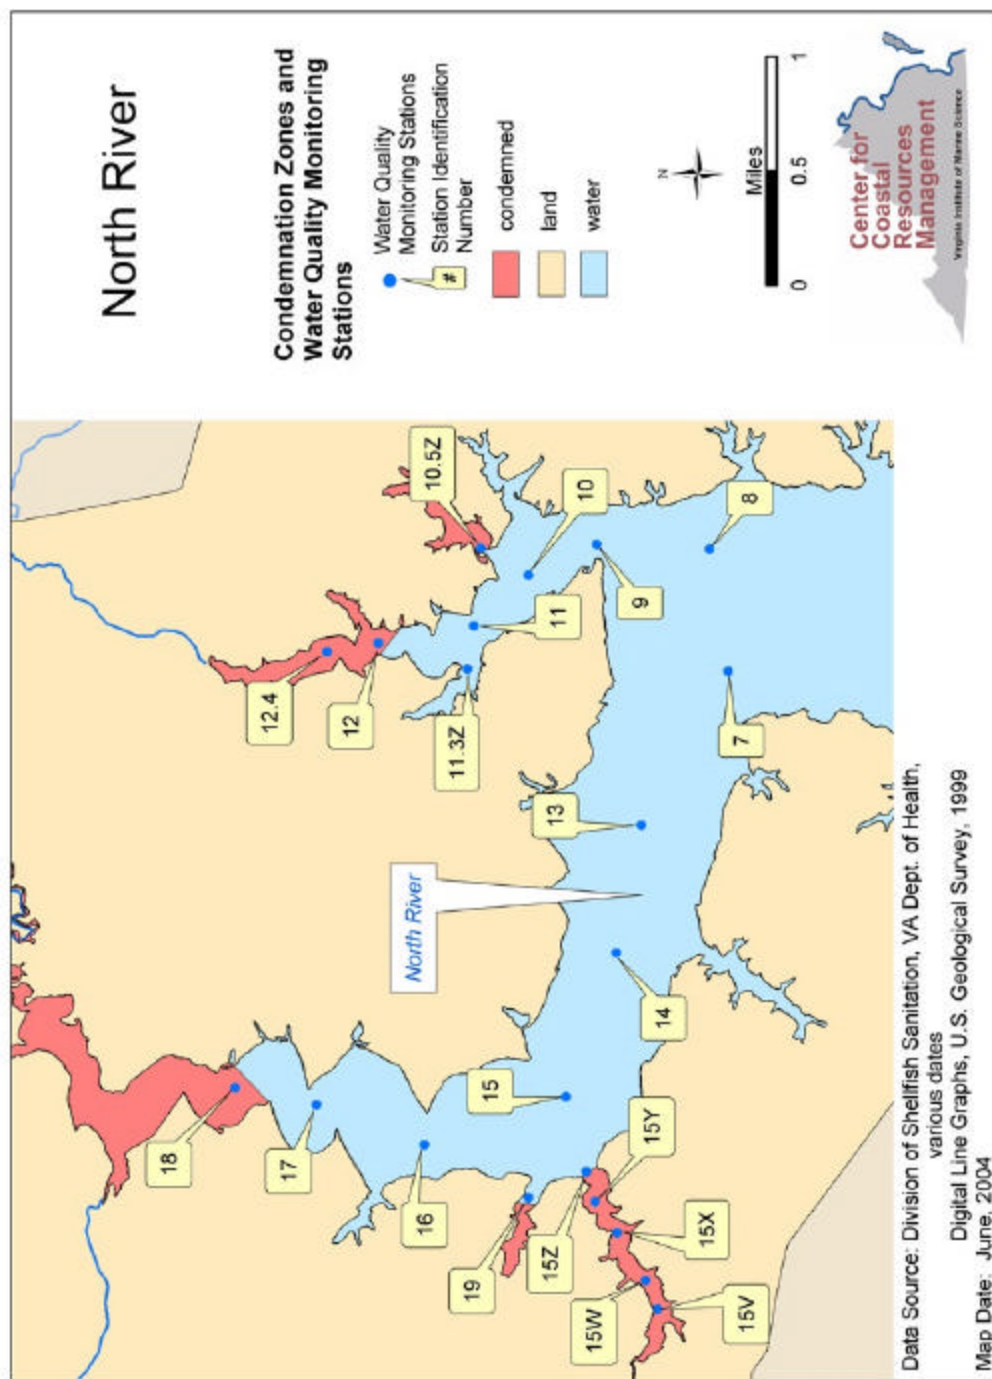 North River
Condemnation Zones and
Water Quality Monitoring
Stations
Water Quality
Monitoring Stations
#
Station Identification
Number
condemned
land
water
N
Miles
0
0.5
1
Center for
Coastal
Resources
Management
Virginia Institute of Marine Science
18
17
16
19
15Z
15W
15V
15X
15Y
15
14
North River
13
12.4
12
11.3Z
11
10.5Z
10
9
8
7
Data Source: Division of Shellfish Sanitation, VA Dept. of Health,
various dates
Digital Line Graphs, U.S. Geological Survey, 1999
Map Date: June, 2004